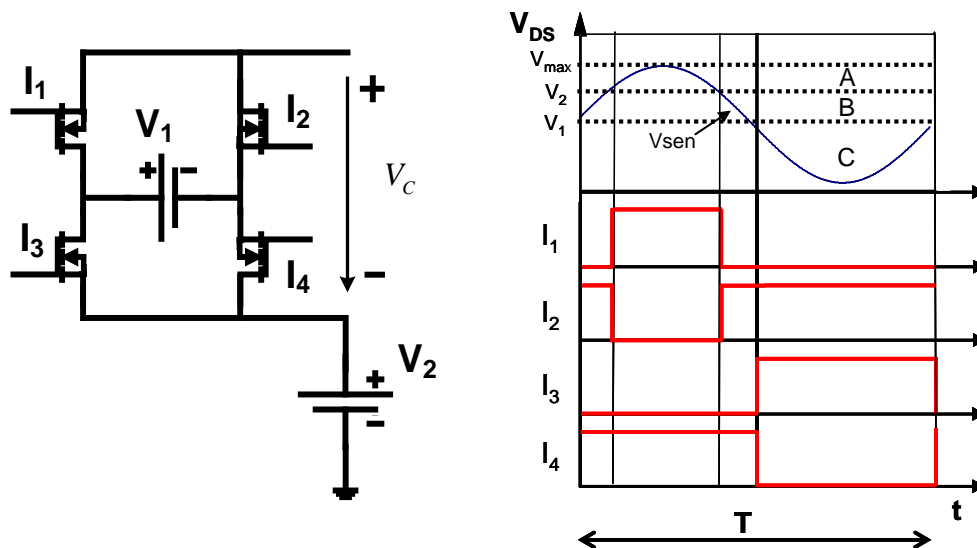 I1
I2
V1
+ -
+
VC
-
I3
I4
V2
+
-
VDS
Vmax
A
V2
B
V1
Vsen
C
I1
I2
I3
I4
t
T